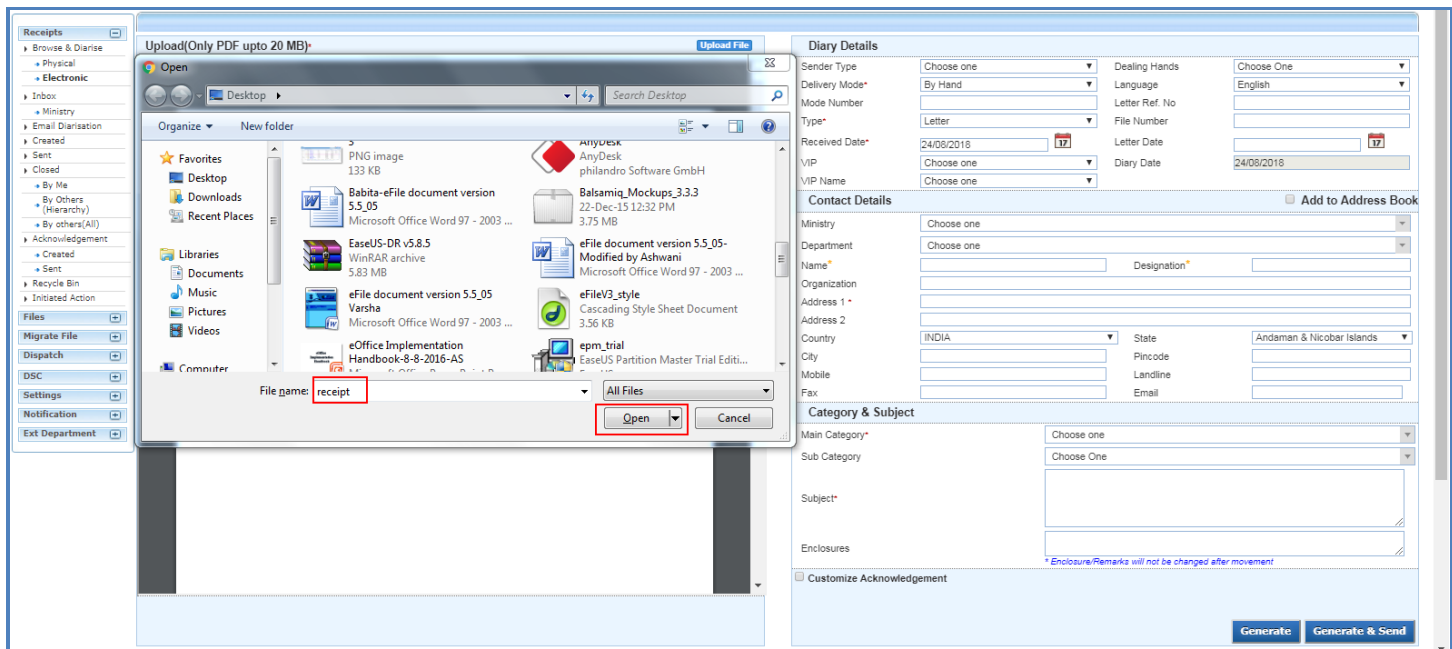 Receipts
Browse & Diarise
Physical
Electronic
Inbox
Ministry
Email Diarisation
Created
Sent
Closed
By Me
By Others
(Hierarchy)
By others(All)
Acknowledgement
Created
Sent
Recycle Bin
Initiated Action
Files
Migrate File
Dispatch
DSC
Settings
Notification
Ext Department
Upload(Only PDF upto 20 MB)*
Upload File
Open
Desktop
Search Desktop
Organize
New folder
Favorites
Desktop
Downloads
Recent Places
Libraries
Documents
Music
Pictures
Videos
Computer
PNG image
133 KB
AnyDesk
AnyDesk
philandro Software GmbH
Babita-eFile document version
5.5_05
Microsoft Office Word 97 - 2003 ...
Balsamiq_Mockups_3.3.3
22-Dec-15 12:32 PM
3.75 MB
EaseUS-DR v5.8.5
WinRAR archive
5.83 MB
eFile document version 5.5_05-
Modified by Ashwani
Microsoft Office Word 97 - 2003 ...
eFile document version 5.5_05
Varsha
Microsoft Office Word 97 - 2003 ...
eFileV3_style
Cascading Style Sheet Document
3.56 KB
eOffice Implementation
Handbook-8-8-2016-AS
epm_trial
EaseUS Partition Master Trial Editi...
File name: receipt
All Files
Open
Cancel
Diary Details
Sender Type Choose one Dealing Hands Choose One
Delivery Mode* By Hand Language English
Mode Number Letter Ref. No
Type* Letter File Number
Received Date* 24/08/2018 17 Letter Date 17
VIP Choose one Diary Date 24/08/2018
VIP Name Choose one
Contact Details Add to Address Book
Ministry Choose one
Department Choose one
Name* Designation*
Organization
Address 1 *
Address 2
Country INDIA State Andaman & Nicobar Islands
City Pincode
Mobile Landline
Fax Email
Category & Subject
Main Category* Choose one
Sub Category Choose One
Subject*
Enclosures
* Enclosure/Remarks will not be changed after movement
Customize Acknowledgement
Generate Generate & Send